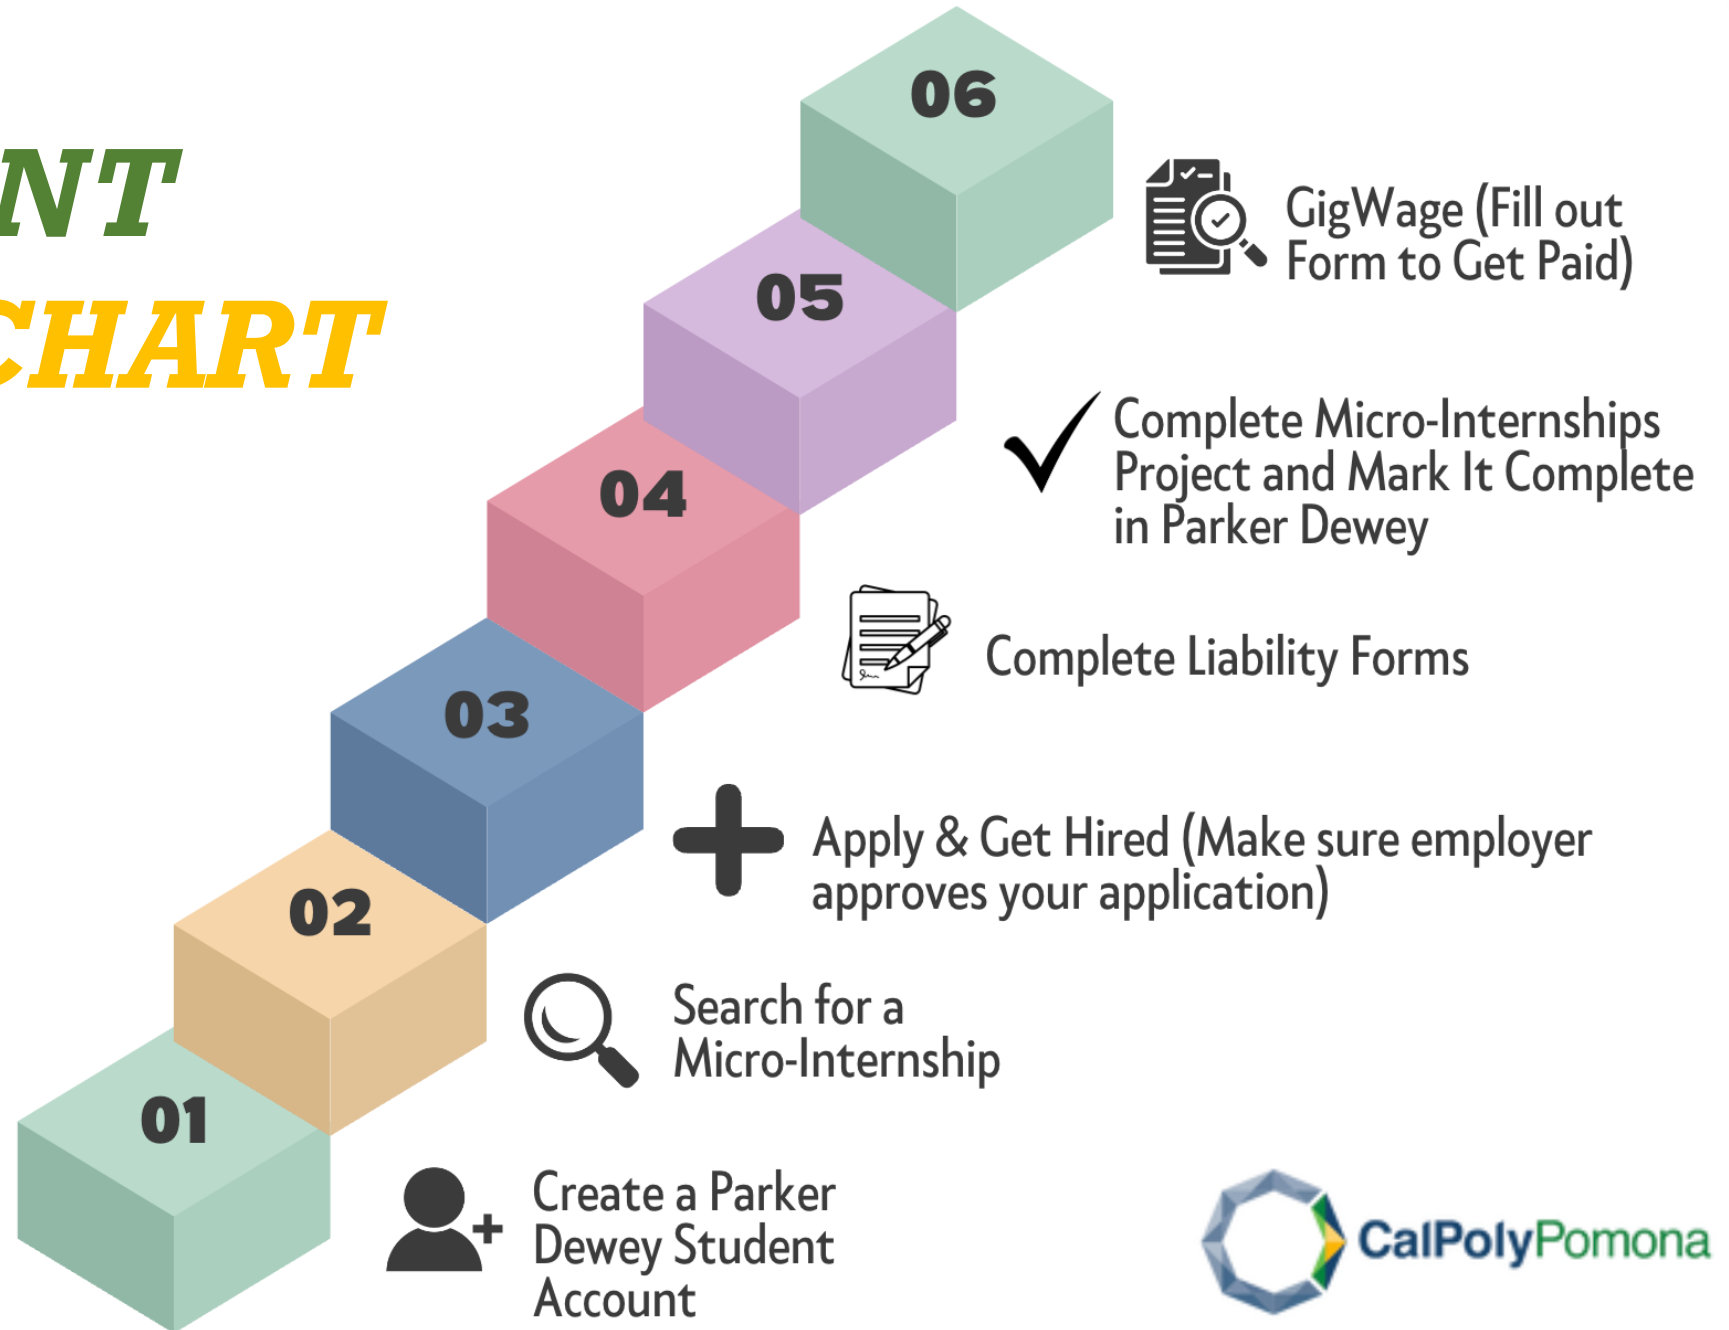 NT
CHART
06
GigWage (Fill out
Form to Get Paid)
05
Complete Micro-Internships
Project and Mark It Complete
in Parker Dewey
04
Complete Liability Forms
03
Apply & Get Hired (Make sure employer
approves your application)
02
Search for a
Micro-Internship
01
Create a Parker
Dewey Student
Account
CalPolyPomona